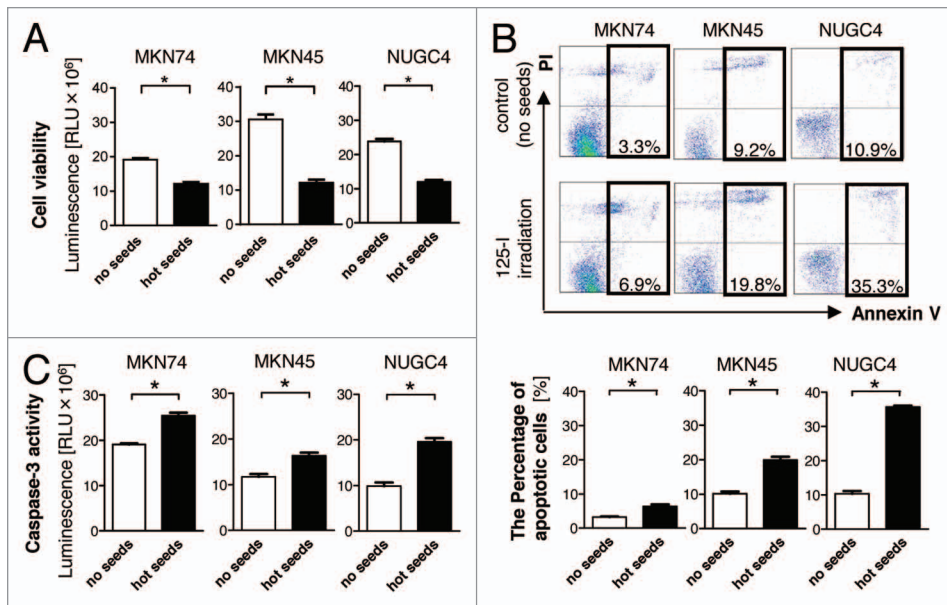 A
MKN74
MKN45
NUGC4
Cell viability
Luminescence [RLU × 10⁶]
40
30
20
10
0
*
no seeds
hot seeds
40
30
20
10
0
*
no seeds
hot seeds
40
30
20
10
0
*
no seeds
hot seeds
B
MKN74
MKN45
NUGC4
control
(no seeds)
PI
3.3%
9.2%
10.9%
125-I
irradiation
6.9%
19.8%
35.3%
Annexin V
The Percentage of
apoptotic cells [%]
MKN74
MKN45
NUGC4
40
30
20
10
0
*
no seeds
hot seeds
40
30
20
10
0
*
no seeds
hot seeds
40
30
20
10
0
*
no seeds
hot seeds
C
MKN74
MKN45
NUGC4
Caspase-3 activity
Luminescence [RLU × 10⁶]
30
20
10
0
*
no seeds
hot seeds
30
20
10
0
*
no seeds
hot seeds
30
20
10
0
*
no seeds
hot seeds